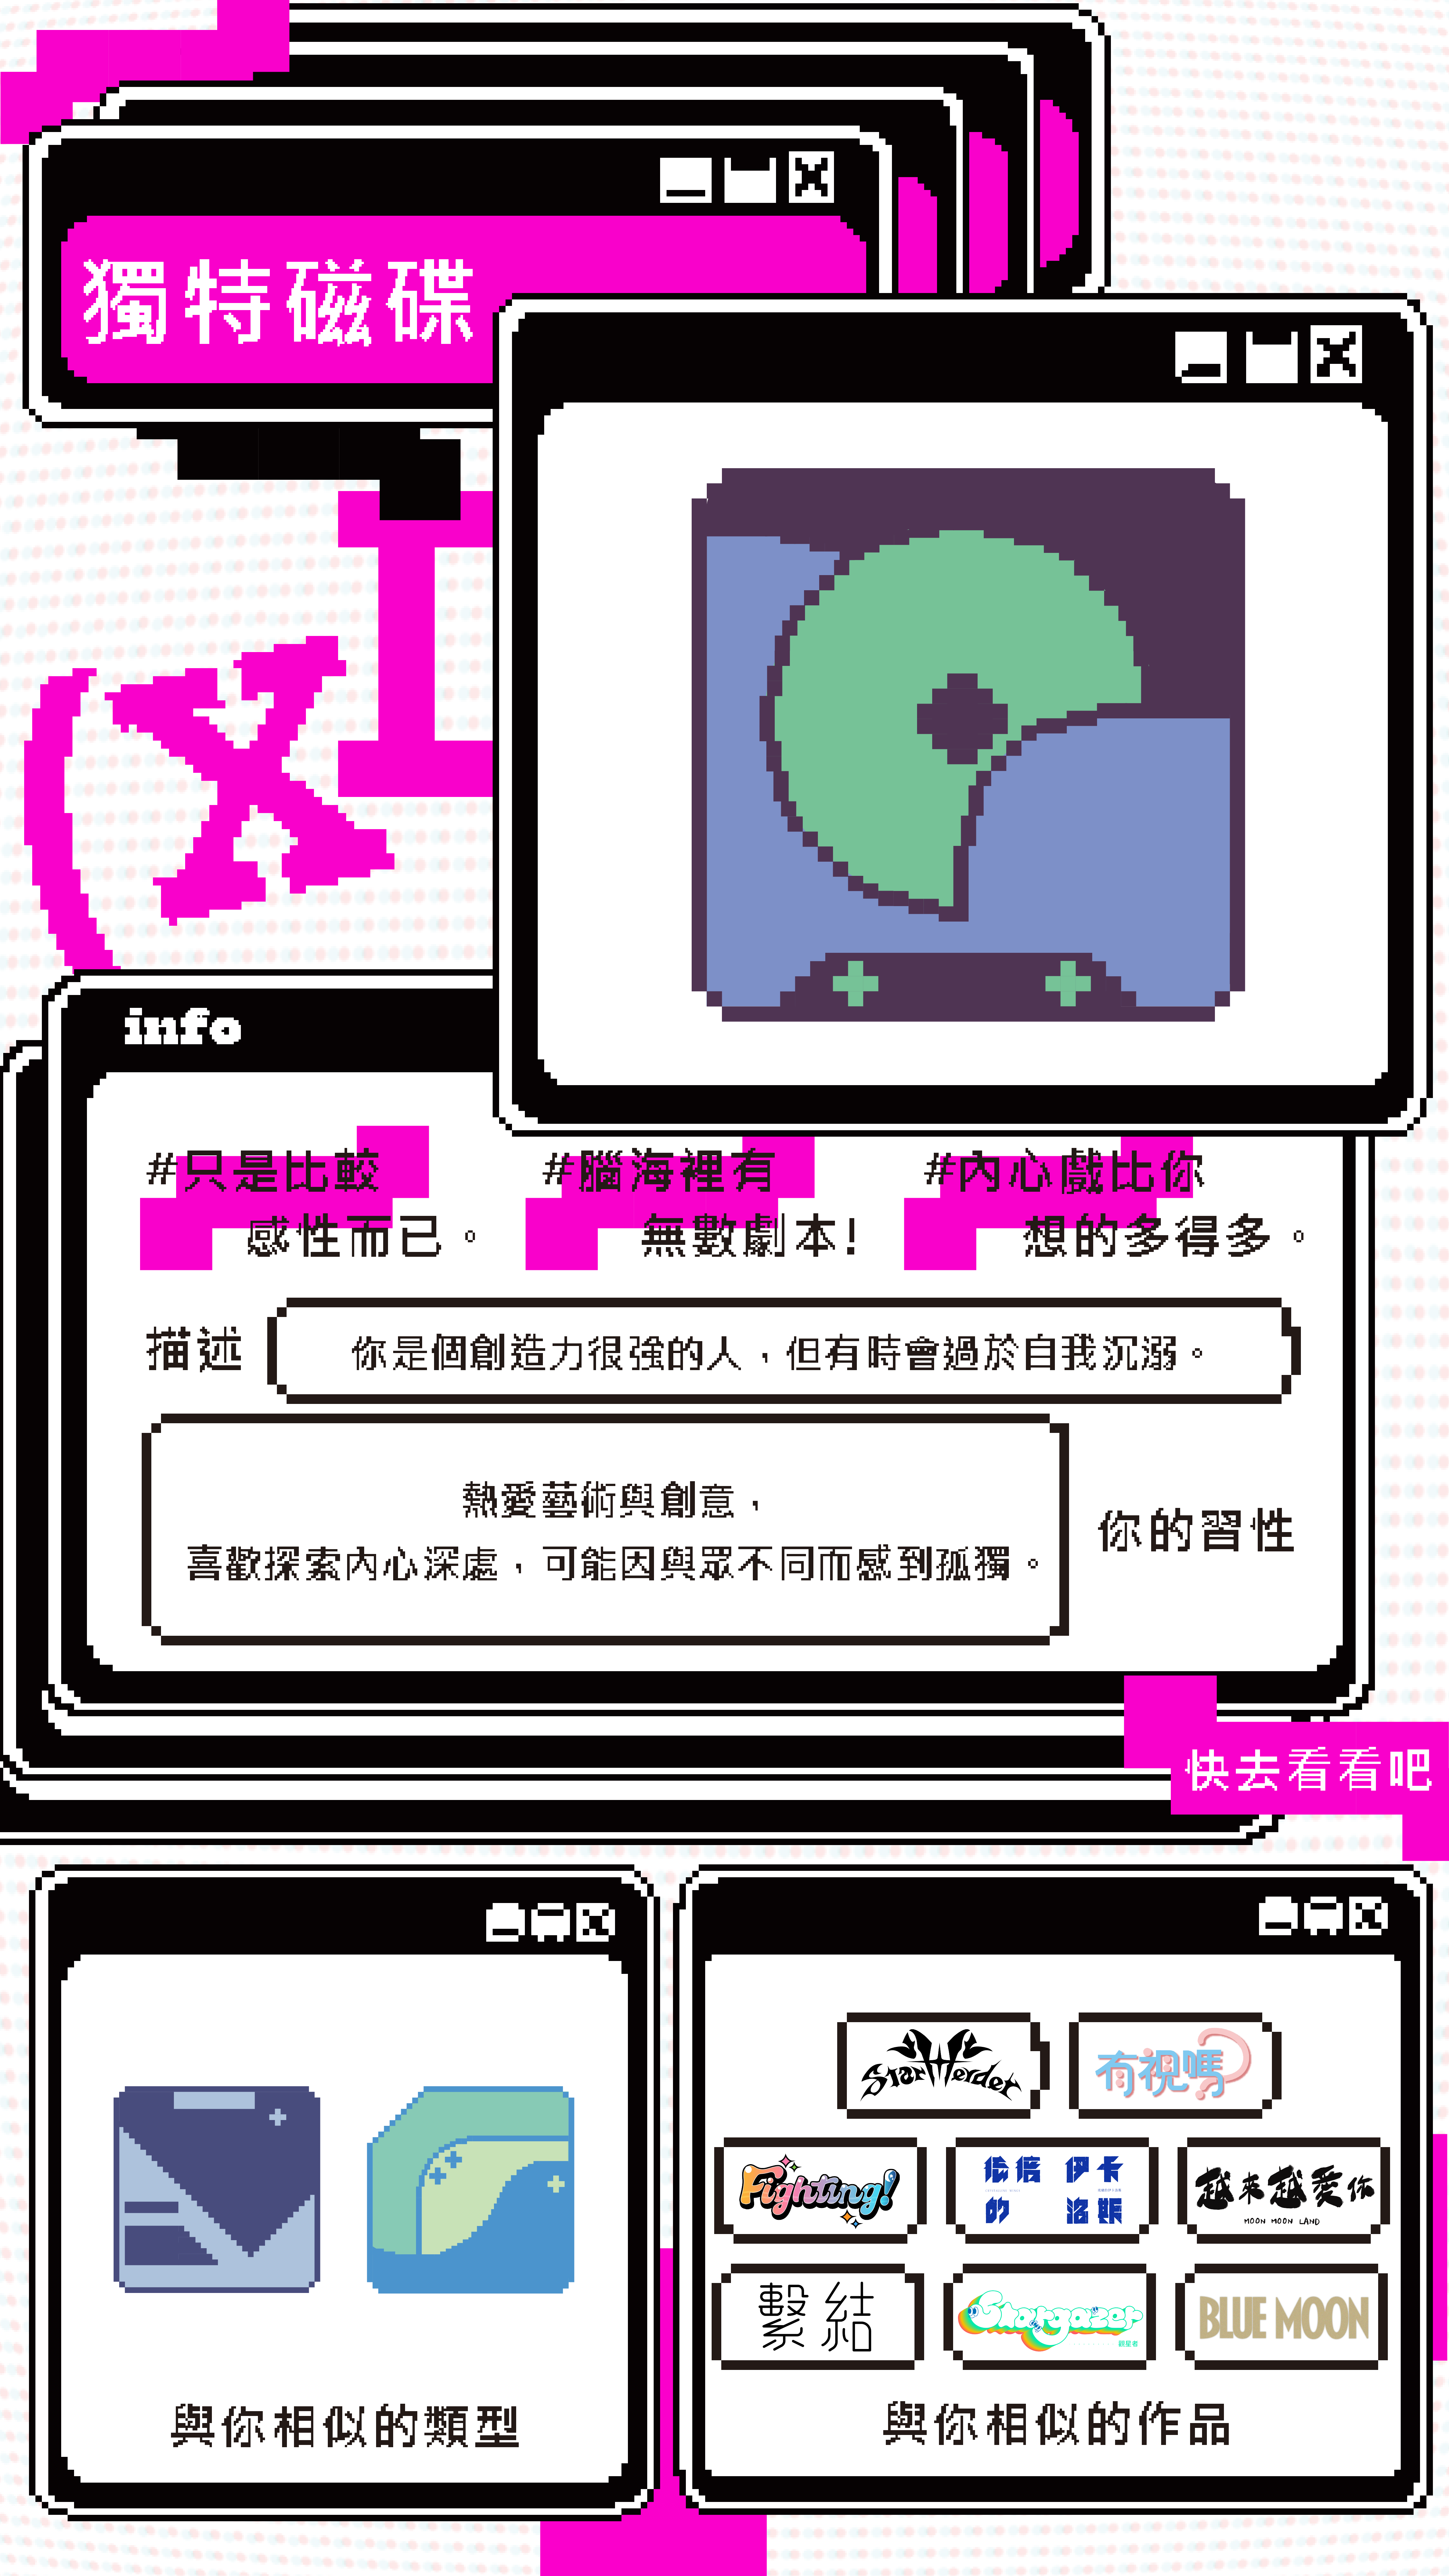 獨特磁碟
info
#只是比較
感性而已。
#腦海裡有
無數劇本!
#內心戲比你
想的多得多。
描述
你是個創造力很強的人，但有時會過於自我沉溺。
熱愛藝術與創意，
喜歡探索內心深處，可能因與眾不同而感到孤獨。
你的習性
快去看看吧
與你相似的類型
StarHerder
有視嗎?
Fighting!
伊卡
洛斯
越來越愛你
MOON MOON LAND
繫結
Stargazer
觀星者
BLUE MOON
與你相似的作品